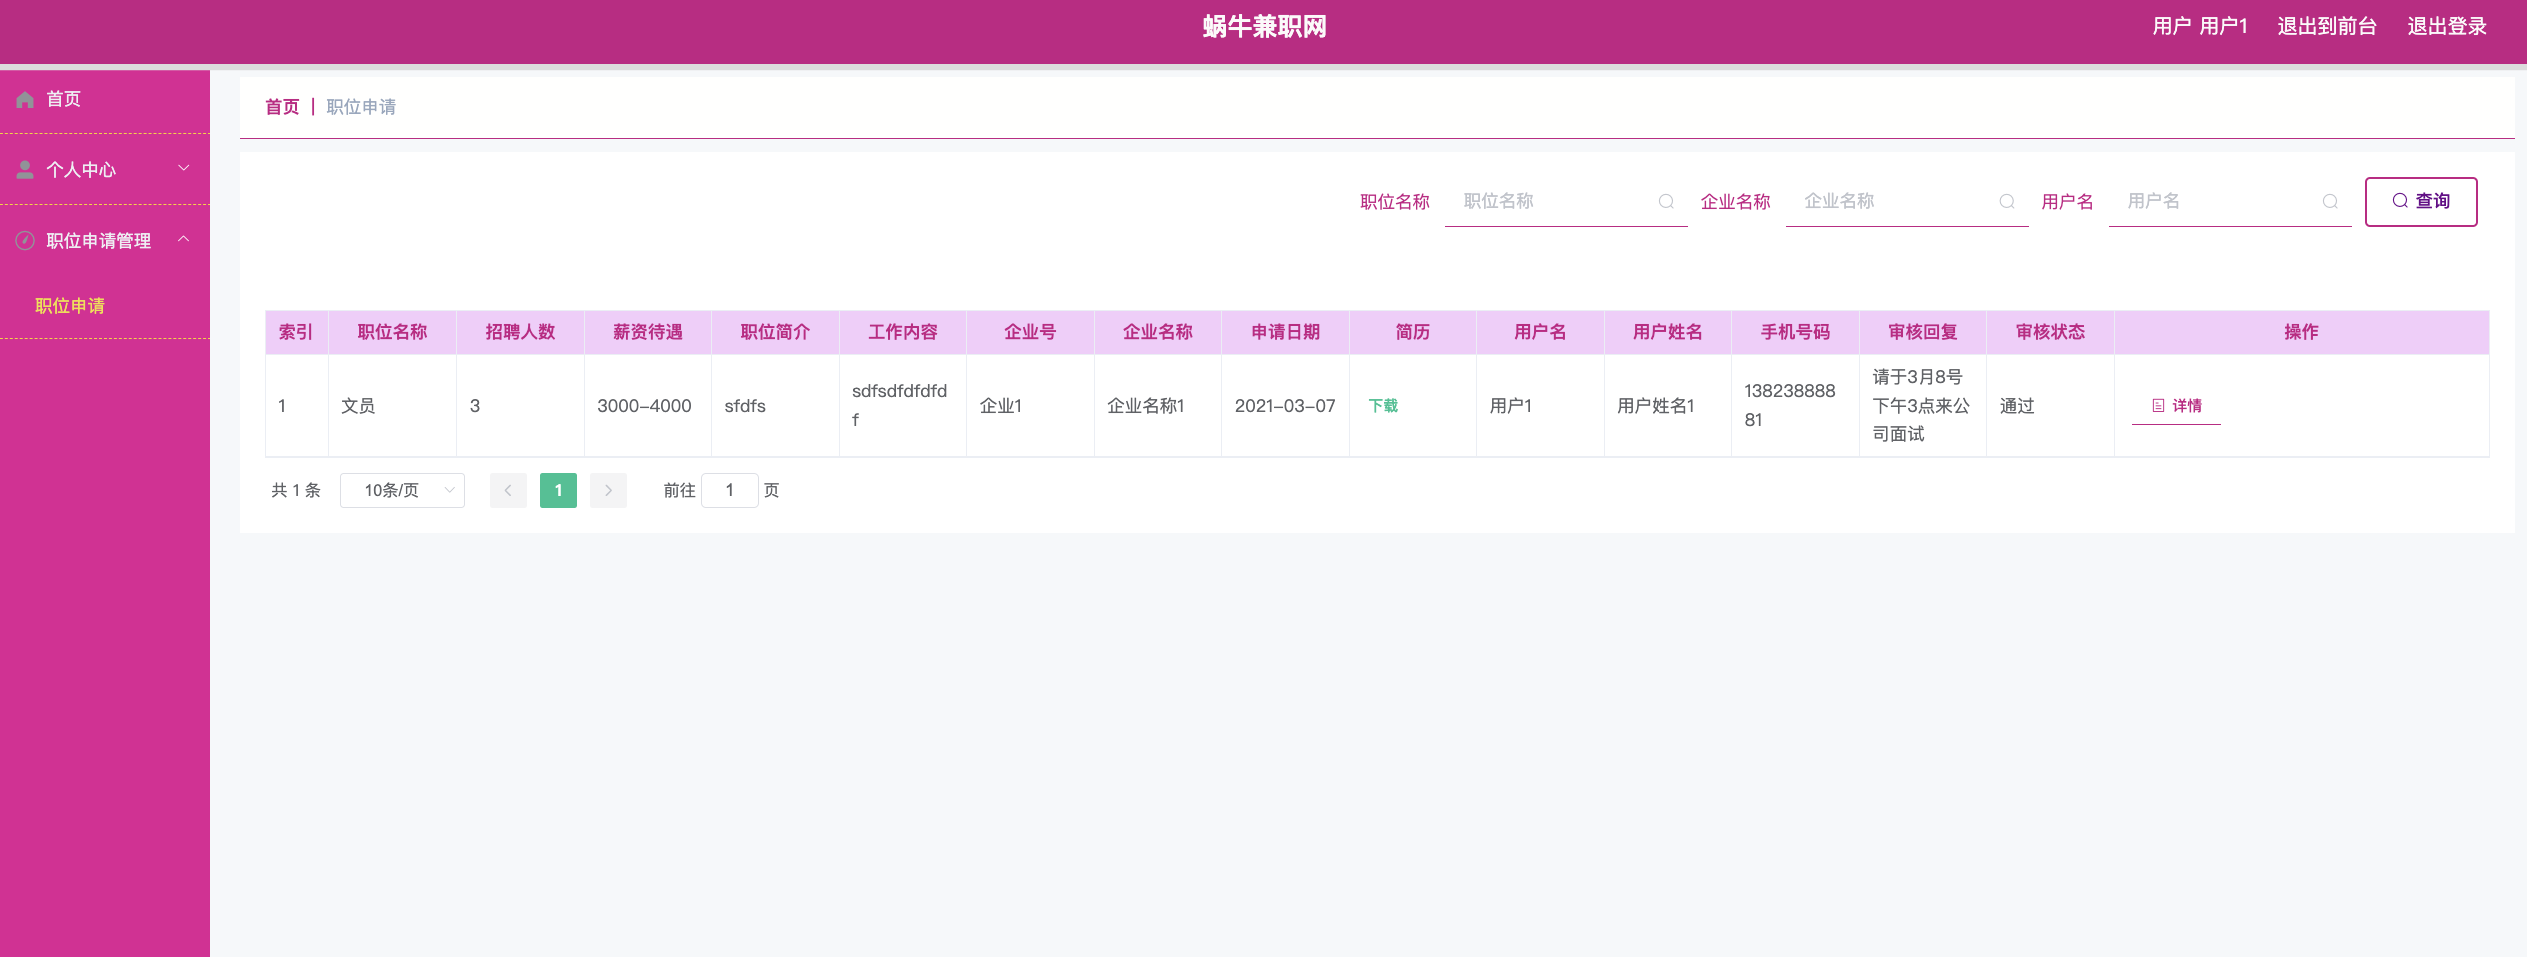 蜗牛兼职网
用户 用户1 退出到前台 退出登录
首页
个人中心
职位申请管理
职位申请
首页 | 职位申请
职位名称 职位名称 企业名称 企业名称 用户名 用户名 查询
索引 职位名称 招聘人数 薪资待遇 职位简介 工作内容 企业号 企业名称 申请日期 简历 用户名 用户姓名 手机号码 审核回复 审核状态 操作
1 文员 3 3000-4000 sfdfs sdfsdfdfdfd
f 企业1 企业名称1 2021-03-07 下载 用户1 用户姓名1 138238888
81 请于3月8号
下午3点来公
司面试 通过 详情
共 1 条 10条/页 1 前往 1 页